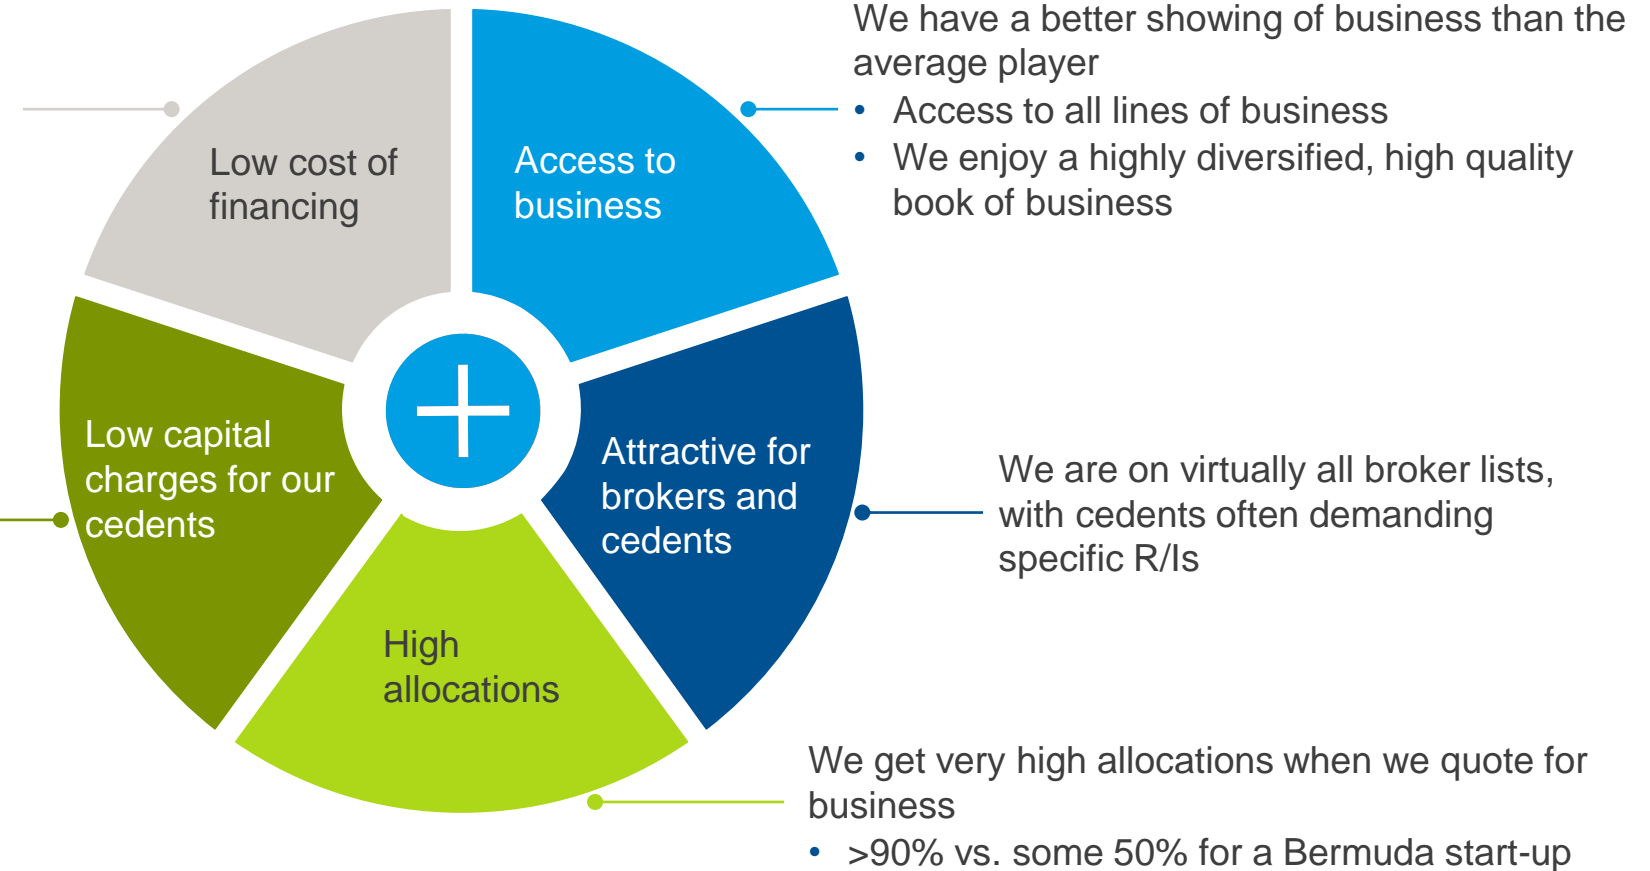 We have a better showing of business than the
average player
• Access to all lines of business
• We enjoy a highly diversified, high quality
book of business
Low cost of
financing
Access to
business
Low capital
charges for our
cedents
Attractive for
brokers and
cedents
We are on virtually all broker lists,
with cedents often demanding
specific R/Is
High
allocations
We get very high allocations when we quote for
business
• >90% vs. some 50% for a Bermuda start-up